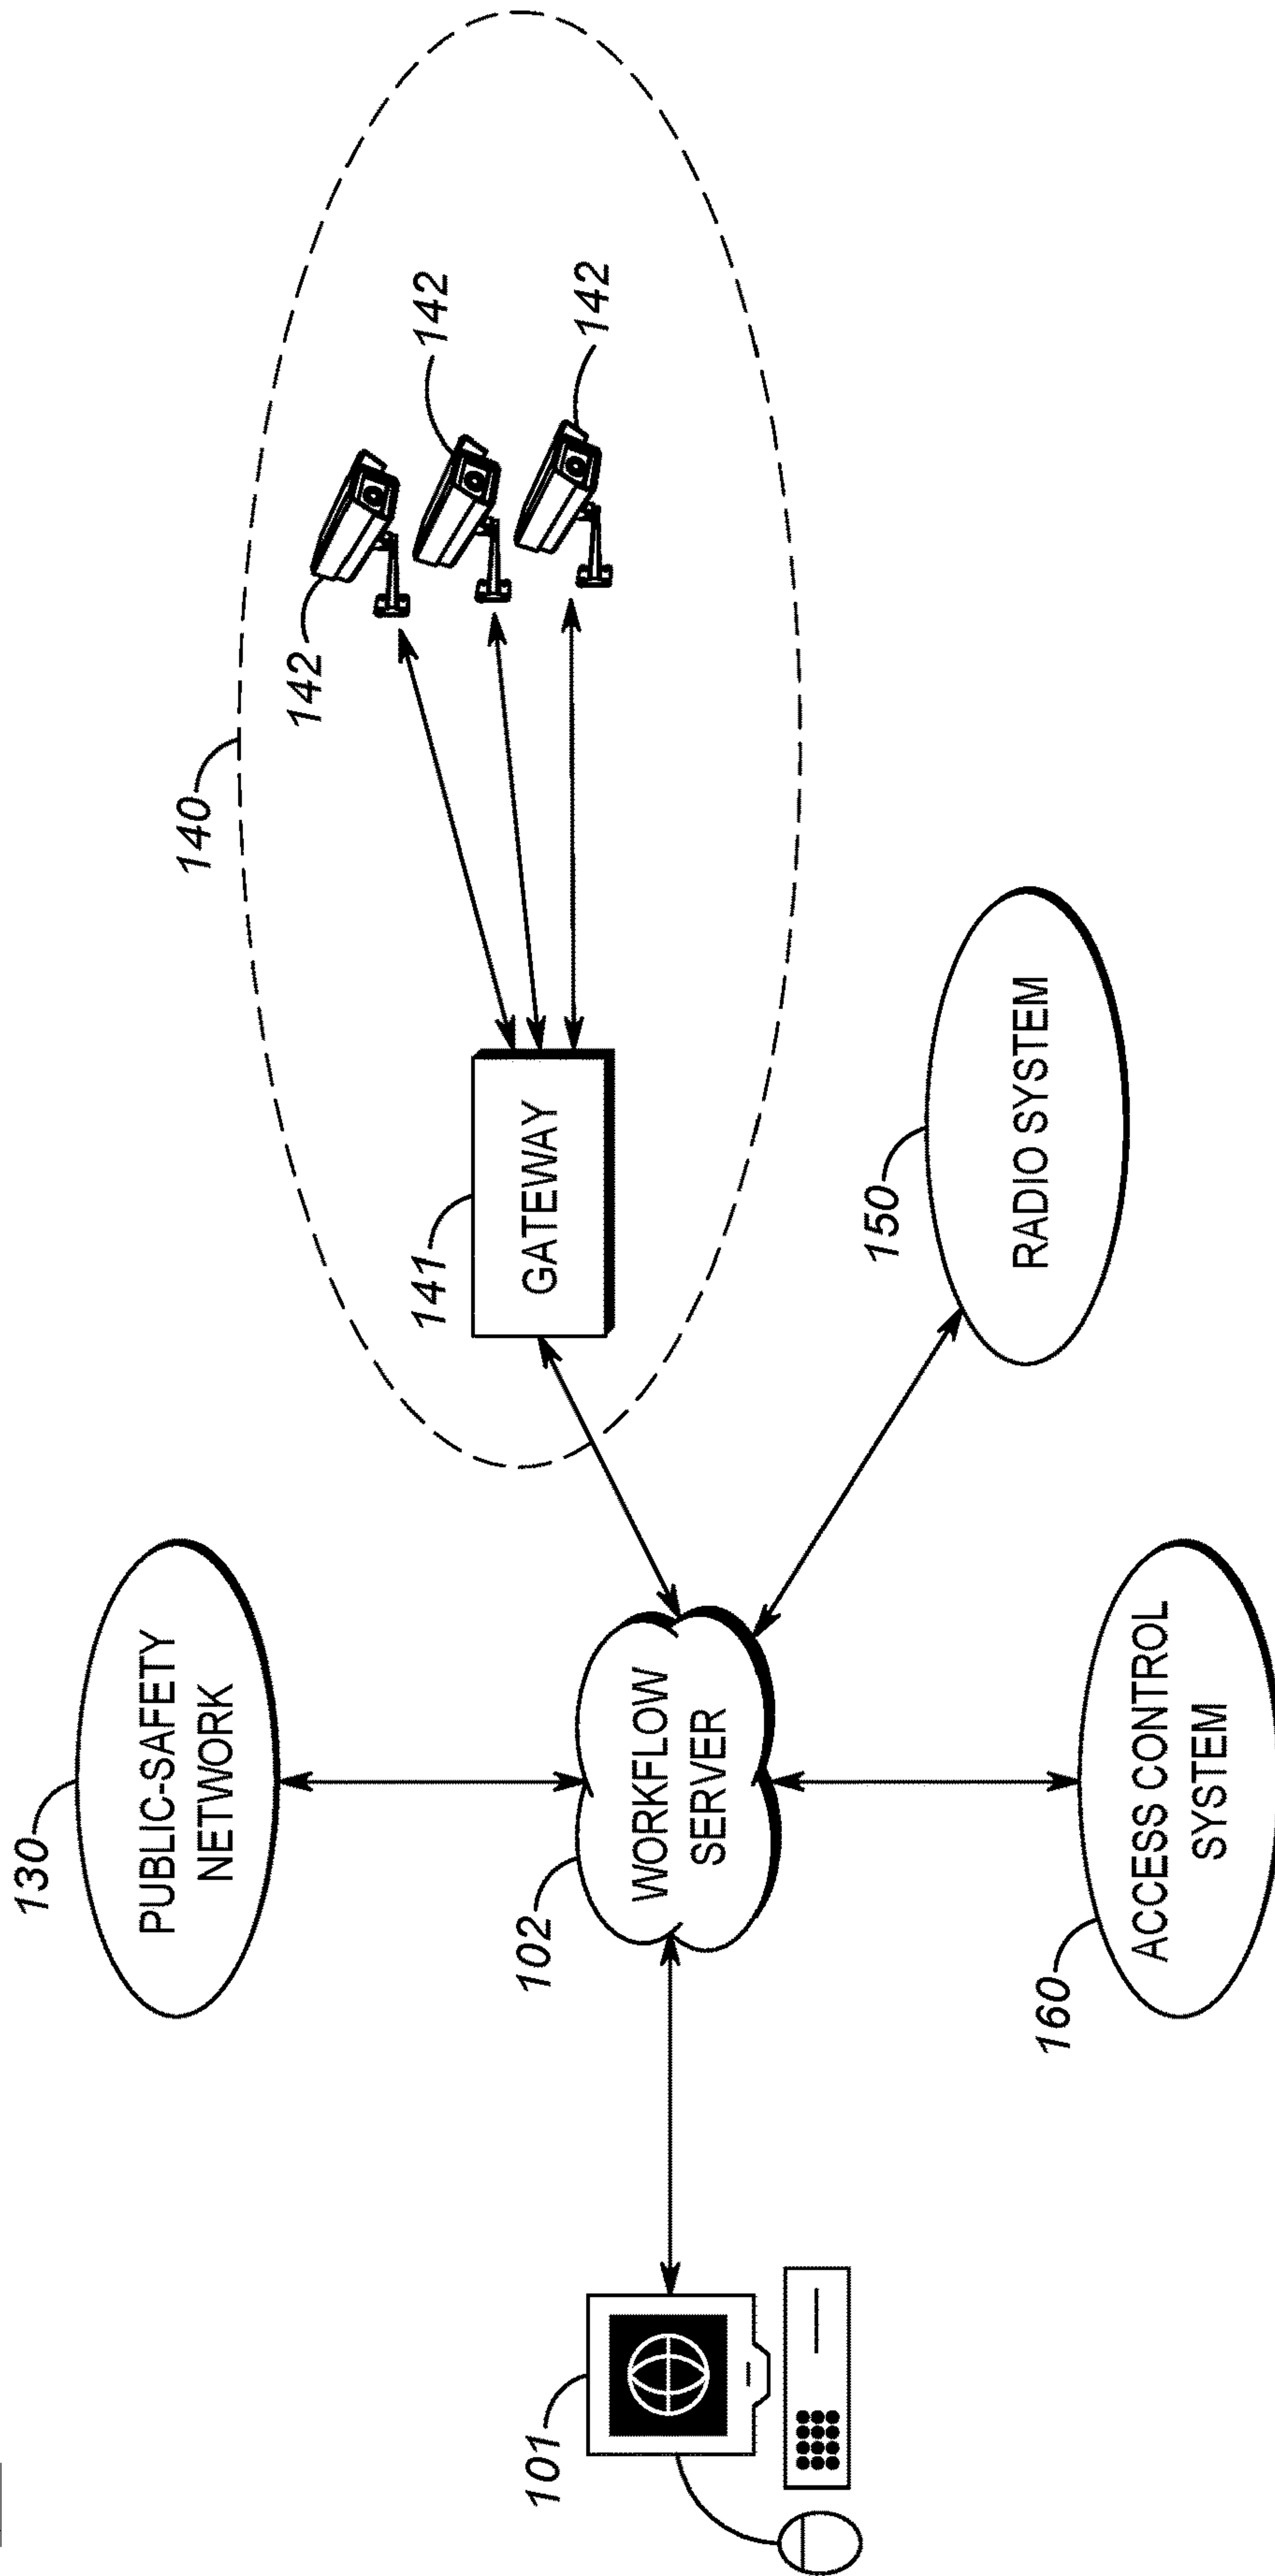 130
PUBLIC-SAFETY
NETWORK
140
142
142
142
141
GATEWAY
101
102
WORKFLOW
SERVER
150
RADIO SYSTEM
160
ACCESS CONTROL
SYSTEM